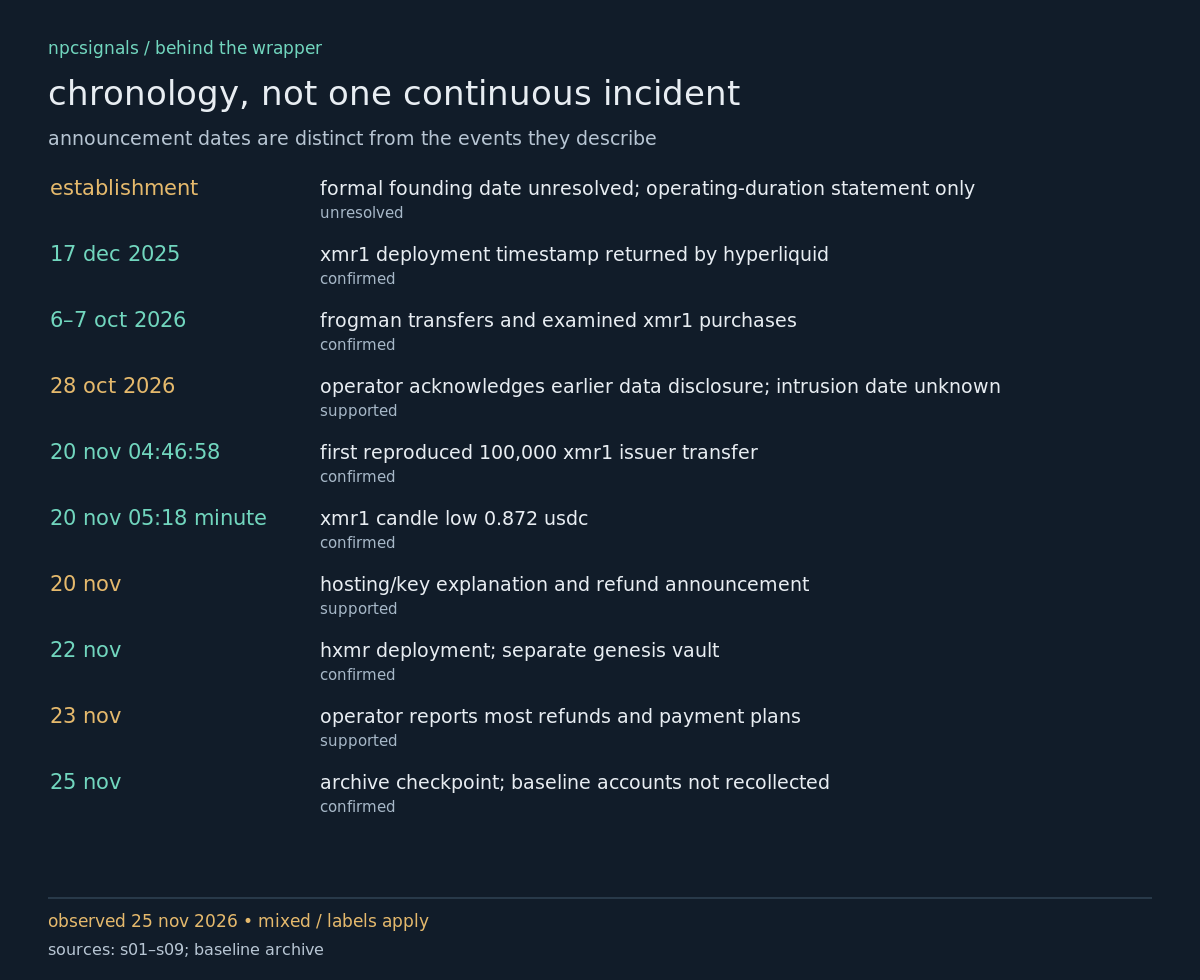 npcsignals / behind the wrapper
chronology, not one continuous incident
announcement dates are distinct from the events they describe
establishment
formal founding date unresolved; operating-duration statement only
unresolved
17 dec 2025
xmr1 deployment timestamp returned by hyperliquid
confirmed
6–7 oct 2026
frogman transfers and examined xmr1 purchases
confirmed
28 oct 2026
operator acknowledges earlier data disclosure; intrusion date unknown
supported
20 nov 04:46:58
first reproduced 100,000 xmr1 issuer transfer
confirmed
20 nov 05:18 minute
xmr1 candle low 0.872 usdc
confirmed
20 nov
hosting/key explanation and refund announcement
supported
22 nov
hxmr deployment; separate genesis vault
confirmed
23 nov
operator reports most refunds and payment plans
supported
25 nov
archive checkpoint; baseline accounts not recollected
confirmed
observed 25 nov 2026 • mixed / labels apply
sources: s01–s09; baseline archive